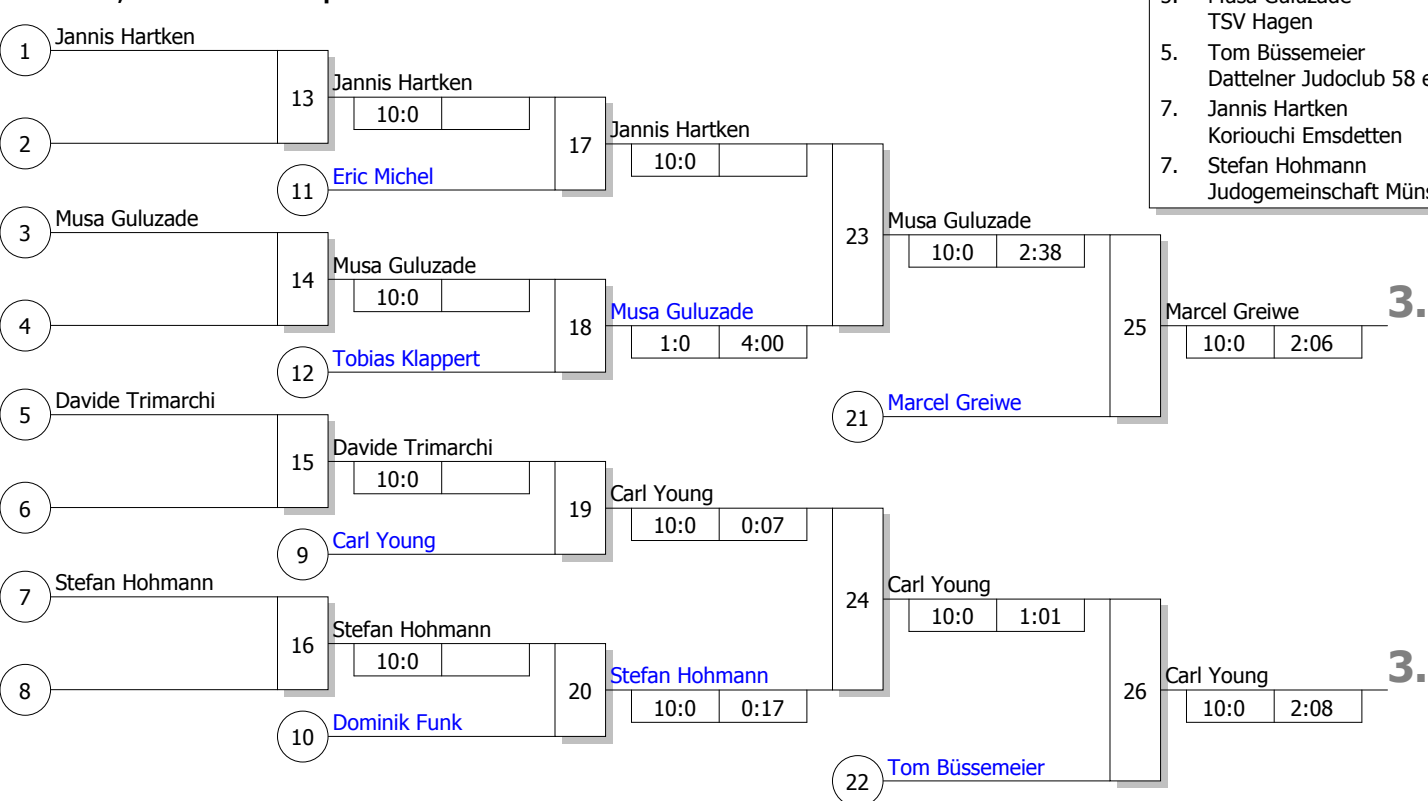 TSV Hagen
5. Tom Büssemeier
Dattelner Judoclub 58
7. Jannis Hartken
Koriouchi Emsdetten
7. Stefan Hohmann
Judogemeinschaft
1 Jannis Hartken
13 Jannis Hartken
10:0
2
17 Jannis Hartken
10:0
11 Eric Michel
3 Musa Guluzade
23 Musa Guluzade
10:0 2:38
14 Musa Guluzade
10:0
4
18 Musa Guluzade
1:0 4:00
25 Marcel Greiwe 3.
10:0 2:06
12 Tobias Klappert
5 Davide Trimarchi
21 Marcel Greiwe
15 Davide Trimarchi
10:0
6
19 Carl Young
10:0 0:07
9 Carl Young
7 Stefan Hohmann
24 Carl Young
10:0 1:01
16 Stefan Hohmann
10:0
8
20 Stefan Hohmann
10:0 0:17
26 Carl Young 3.
10:0 2:08
10 Dominik Funk
22 Tom Büssemeier